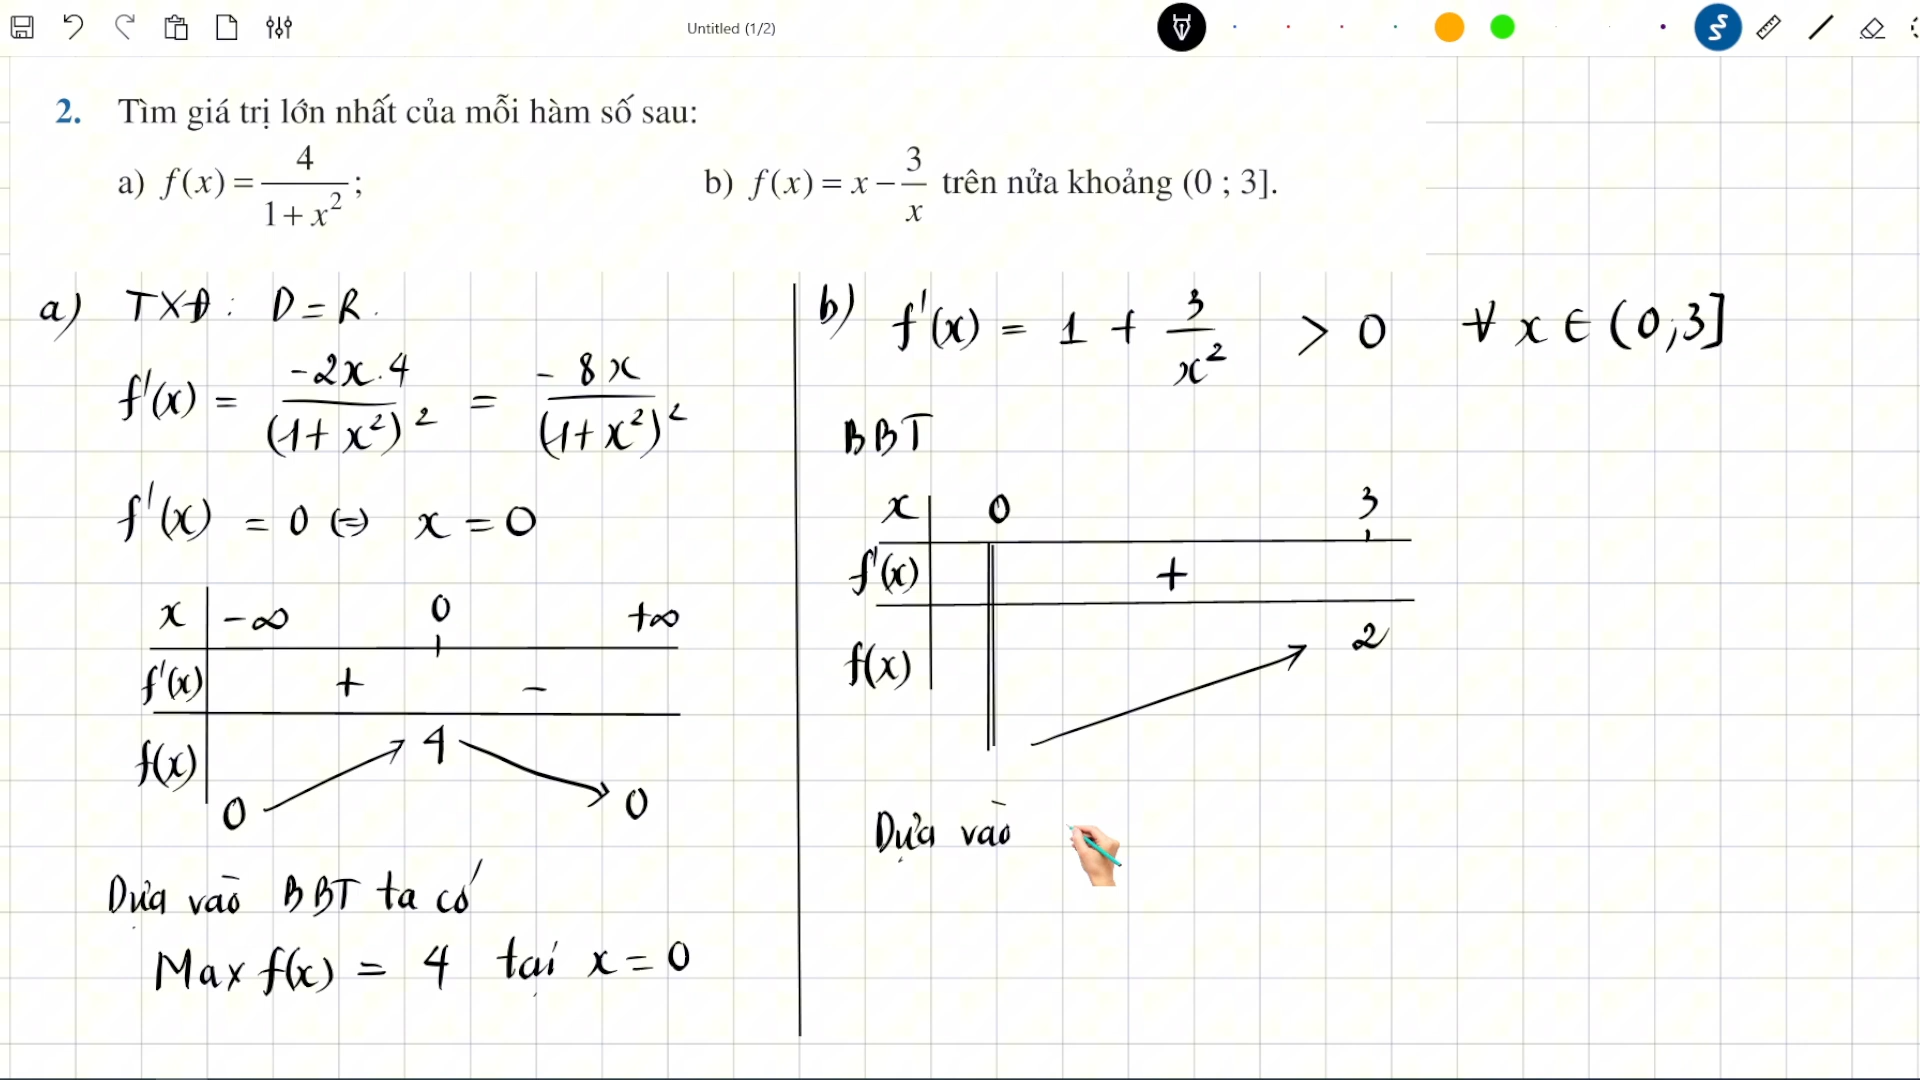 Untitled (1/2)
2. Tìm giá trị lớn nhất của mỗi hàm số sau:
a) f(x) = 4/(1 + x²);
b) f(x) = x − 3/x trên nửa khoảng (0 ; 3].
a) TXĐ: D = R.
f'(x) = -2x.4/(1 + x²)² = -8x/(1 + x²)²
f'(x) = 0 ⇔ x = 0
x -∞ 0 +∞
f'(x) + -
f(x) 0 4 0
Dựa vào BBT ta có
Max f(x) = 4 tại x = 0
b) f'(x) = 1 + 3/x² > 0 ∀ x ∈ (0;3]
BBT
x 0 3
f'(x) +
f(x) 2
Dựa vào